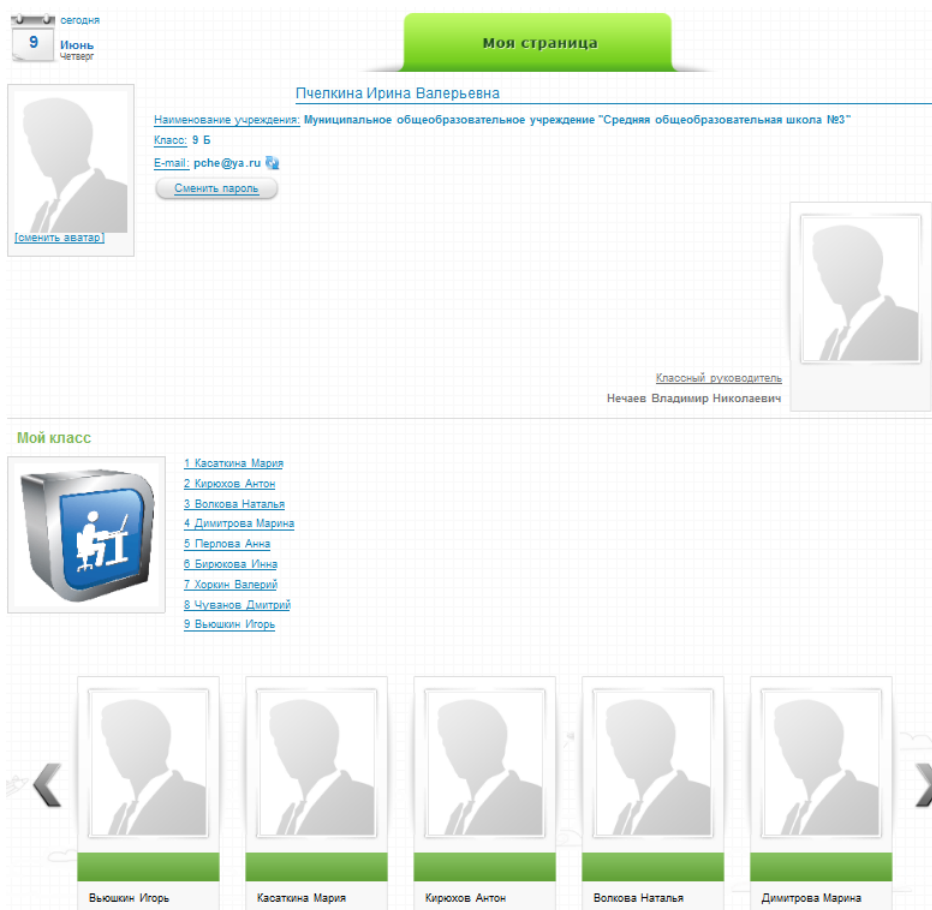 сегодня
9
Июнь
Четверг
Моя страница
Пчелкина Ирина Валерьевна
Наименование учреждения: Муниципальное общеобразовательное учреждение "Средняя общеобразовательная школа №3"
Класс: 9 Б
E-mail: pche@ya.ru
Сменить пароль
[сменить аватар]
Классный руководитель
Нечаев Владимир Николаевич
Мой класс
1 Касаткина Мария
2 Кирюхов Антон
3 Волкова Наталья
4 Димитрова Марина
5 Перлова Анна
6 Бирюкова Инна
7 Хоркин Валерий
8 Чуванов Дмитрий
9 Вьюшкин Игорь
Вьюшкин Игорь
Касаткина Мария
Кирюхов Антон
Волкова Наталья
Димитрова Марина